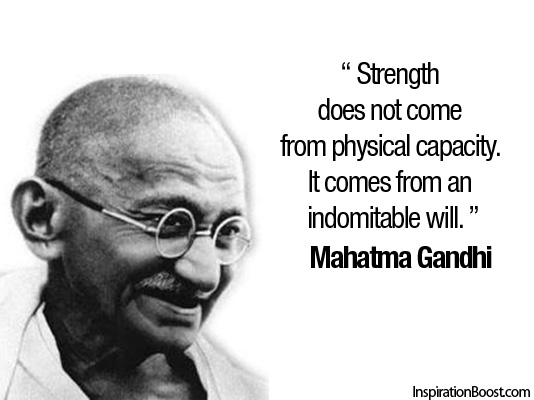 “ Strength
does not come
from physical capacity.
It comes from an
indomitable will. ”
Mahatma Gandhi
InspirationBoost.com